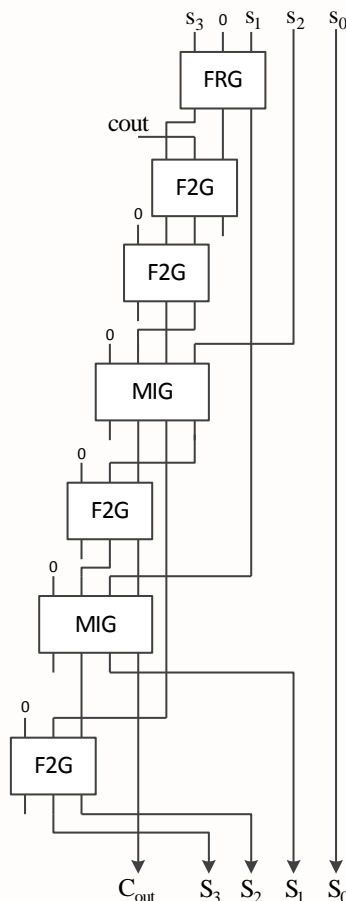 s3 0 s1 s2 s0
FRG
cout
F2G
0
F2G
0
MIG
0
F2G
0
MIG
0
F2G
Cout S3 S2 S1 S0